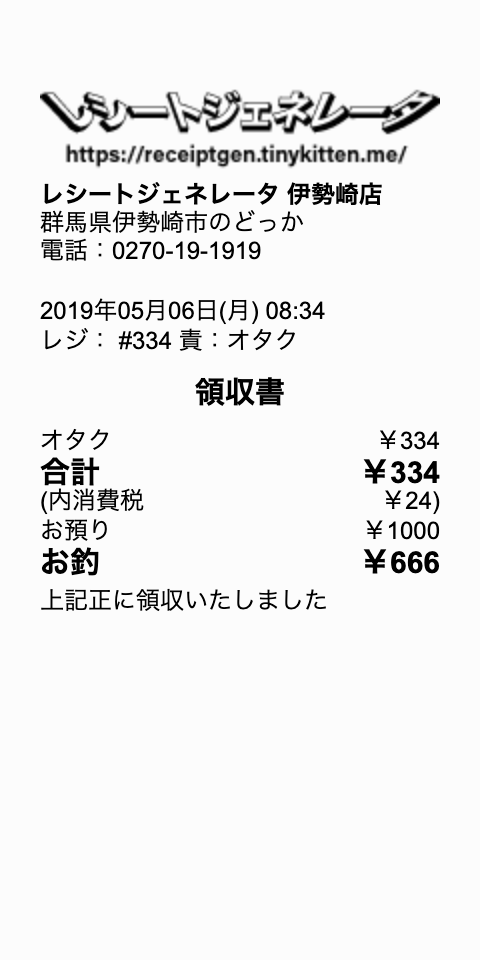 レシートジェネレータ
https://receiptgen.tinykitten.me/
レシートジェネレータ 伊勢崎店
群馬県伊勢崎市のどっか
電話：0270-19-1919
2019年05月06日(月) 08:34
レジ： #334 責：オタク
領収書
オタク ￥334
合計 ￥334
(内消費税 ￥24)
お預り ￥1000
お釣 ￥666
上記正に領収いたしました